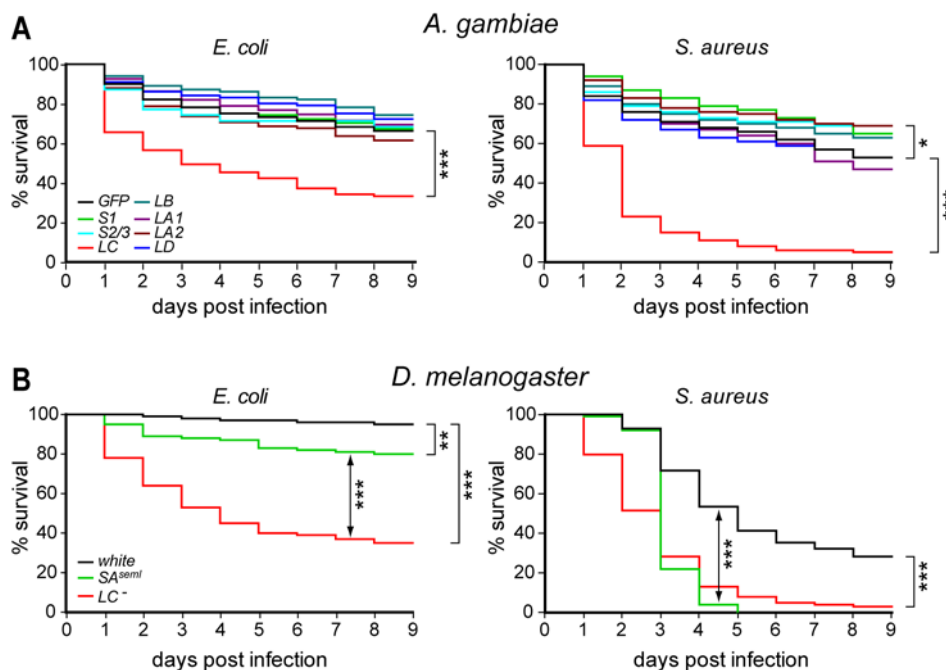 A
A. gambiae
E. coli
% survival
100
80
60
40
20
0
GFP
S1
S2/3
LC
LB
LA1
LA2
LD
***
0 1 2 3 4 5 6 7 8 9
days post infection
S. aureus
% survival
100
80
60
40
20
0
*
***
0 1 2 3 4 5 6 7 8 9
days post infection
B
D. melanogaster
E. coli
% survival
100
80
60
40
20
0
white
SA^semI
LC^-
***
**
***
0 1 2 3 4 5 6 7 8 9
days post infection
S. aureus
% survival
100
80
60
40
20
0
***
***
0 1 2 3 4 5 6 7 8 9
days post infection